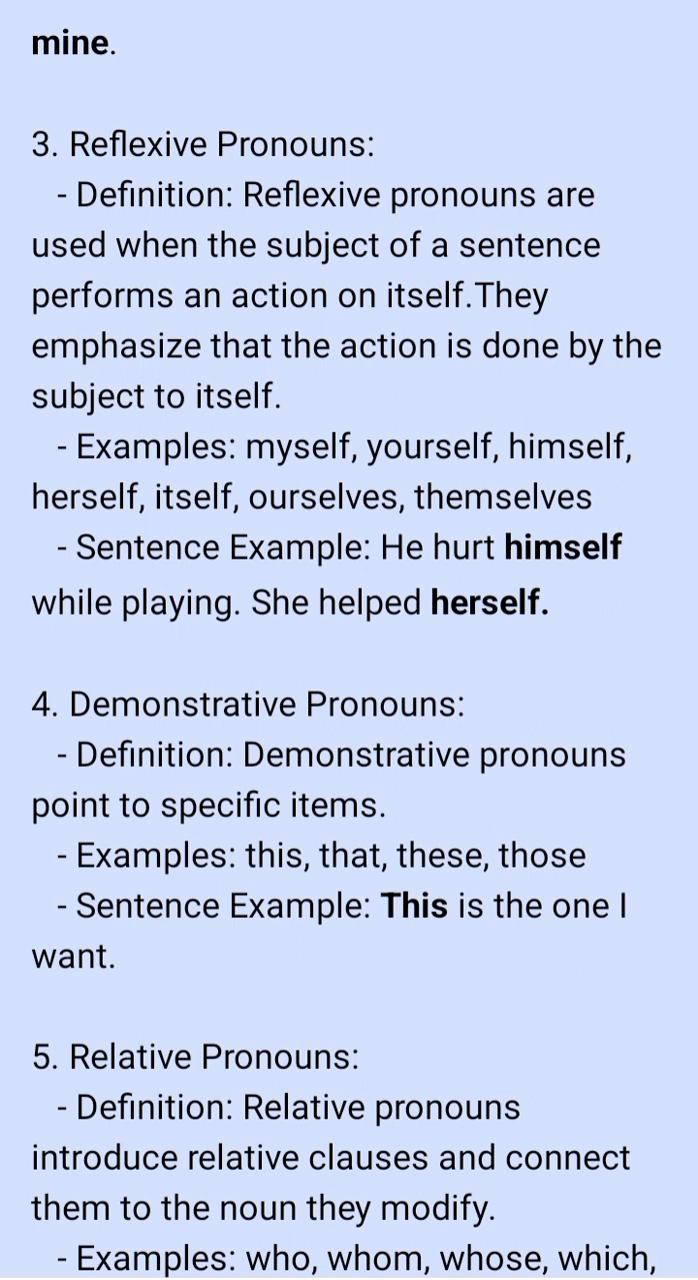 mine.
3. Reflexive Pronouns:
- Definition: Reflexive pronouns are
used when the subject of a sentence
performs an action on itself.They
emphasize that the action is done by the
subject to itself.
- Examples: myself, yourself, himself,
herself, itself, ourselves, themselves
- Sentence Example: He hurt himself
while playing. She helped herself.
4. Demonstrative Pronouns:
- Definition: Demonstrative pronouns
point to specific items.
- Examples: this, that, these, those
- Sentence Example: This is the one I
want.
5. Relative Pronouns:
- Definition: Relative pronouns
introduce relative clauses and connect
them to the noun they modify.
- Examples: who, whom, whose, which,